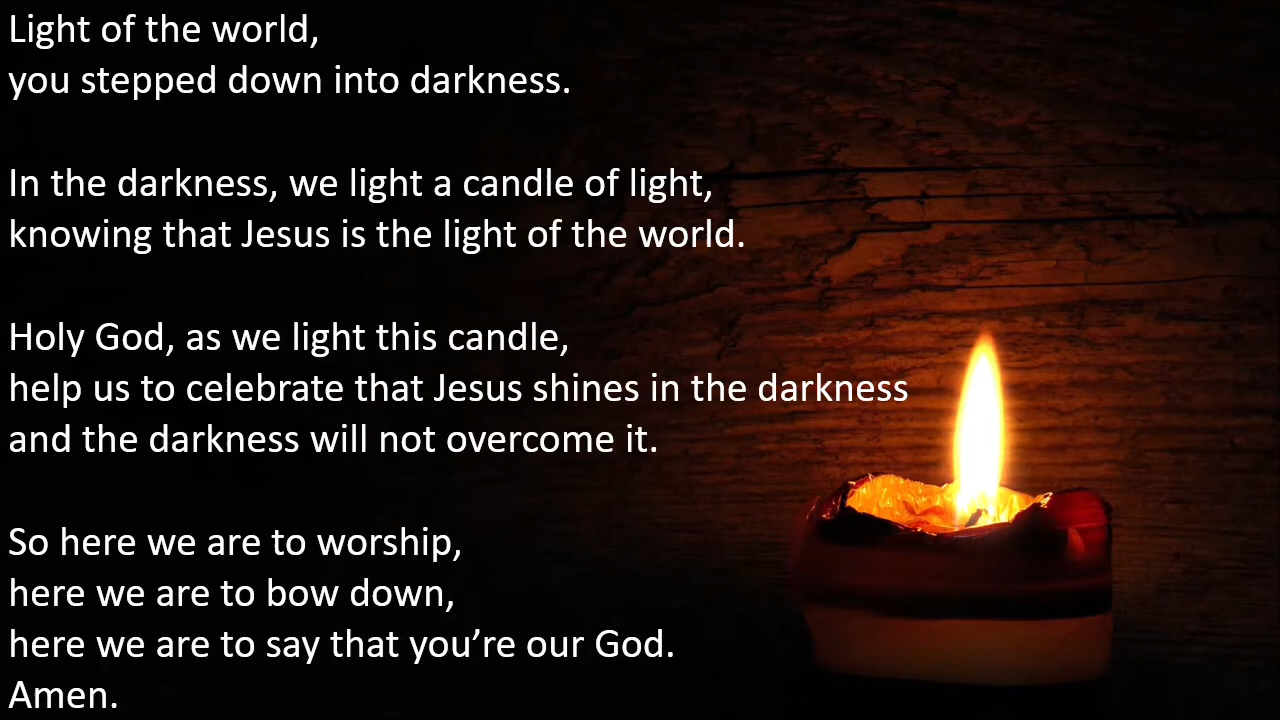 Light of the world,
you stepped down into darkness.
In the darkness, we light a candle of light,
knowing that Jesus is the light of the world.
Holy God, as we light this candle,
help us to celebrate that Jesus shines in the darkness
and the darkness will not overcome it.
So here we are to worship,
here we are to bow down,
here we are to say that you’re our God.
Amen.